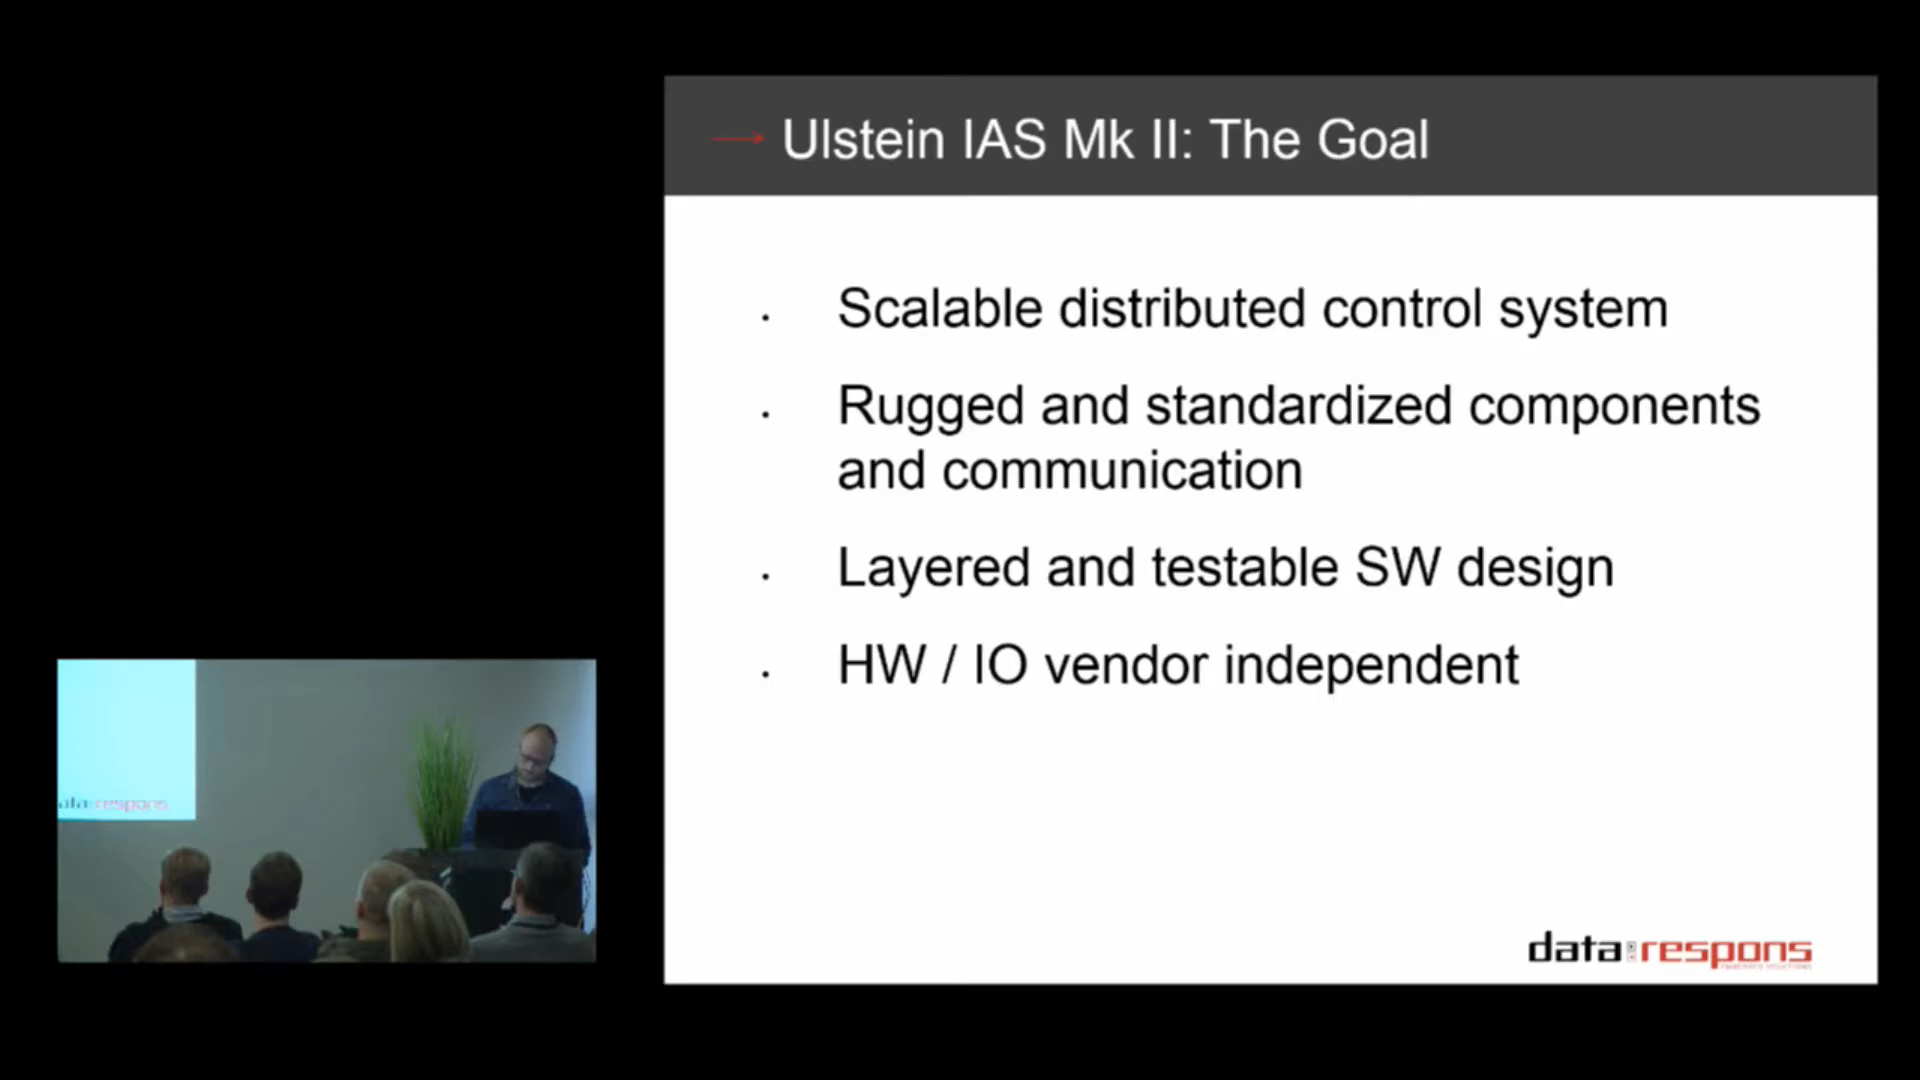 Ulstein IAS Mk II: The Goal
Scalable distributed control system
Rugged and standardized components
and communication
Layered and testable SW design
HW / IO vendor independent
data respons
respons